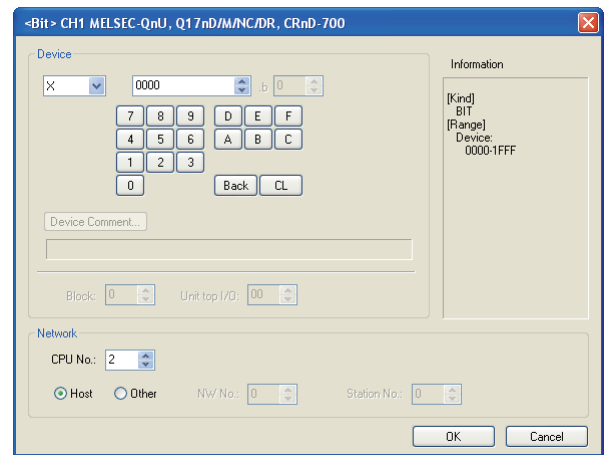 <Bit> CH1 MELSEC-QnU, Q17nD/M/NC/DR, CRnD-700
Device
X 0000 .b 0
7 8 9 D E F
4 5 6 A B C
1 2 3
0 Back CL
Device Comment...
Block: 0 Unit top I/O: 00
Information
[Kind]
BIT
[Range]
Device:
0000-1FFF
Network
CPU No.: 2
Host Other NW No.: 0 Station No.: 0
OK Cancel